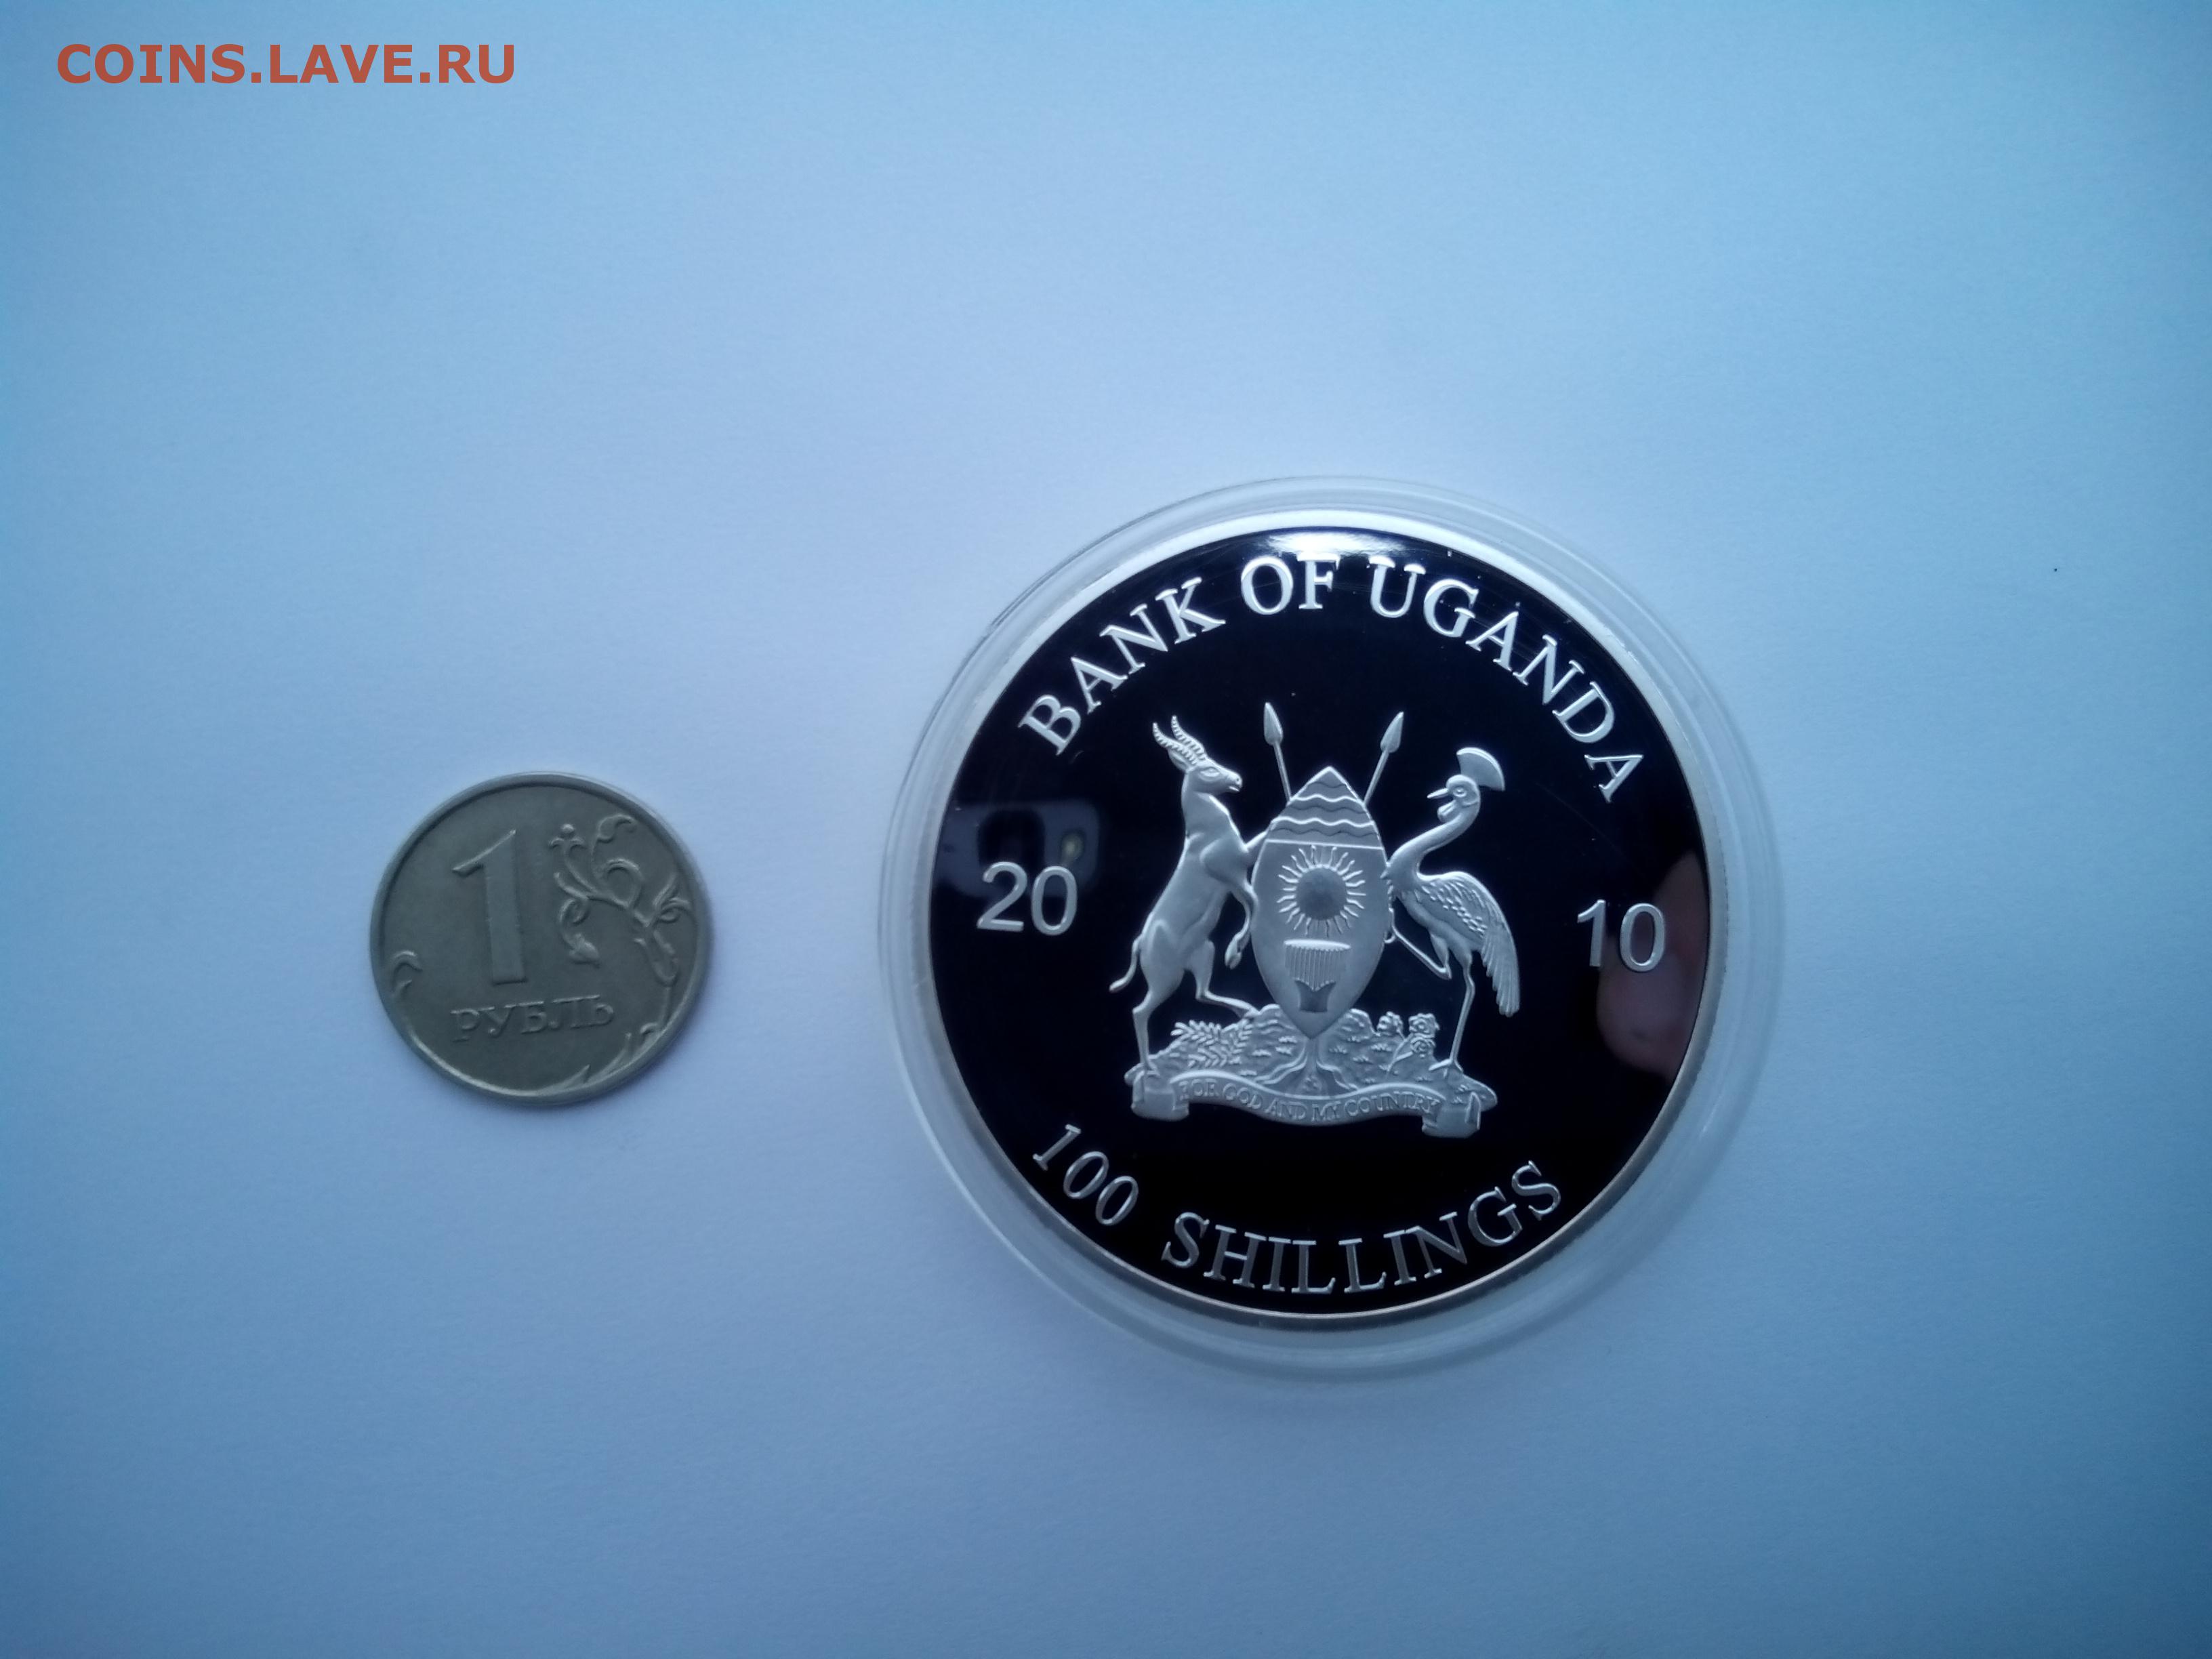 COINS.LAVE.RU
1
РУБЛЬ
BANK OF UGANDA
20 10
FOR GOD AND MY COUNTRY
100 SHILLINGS